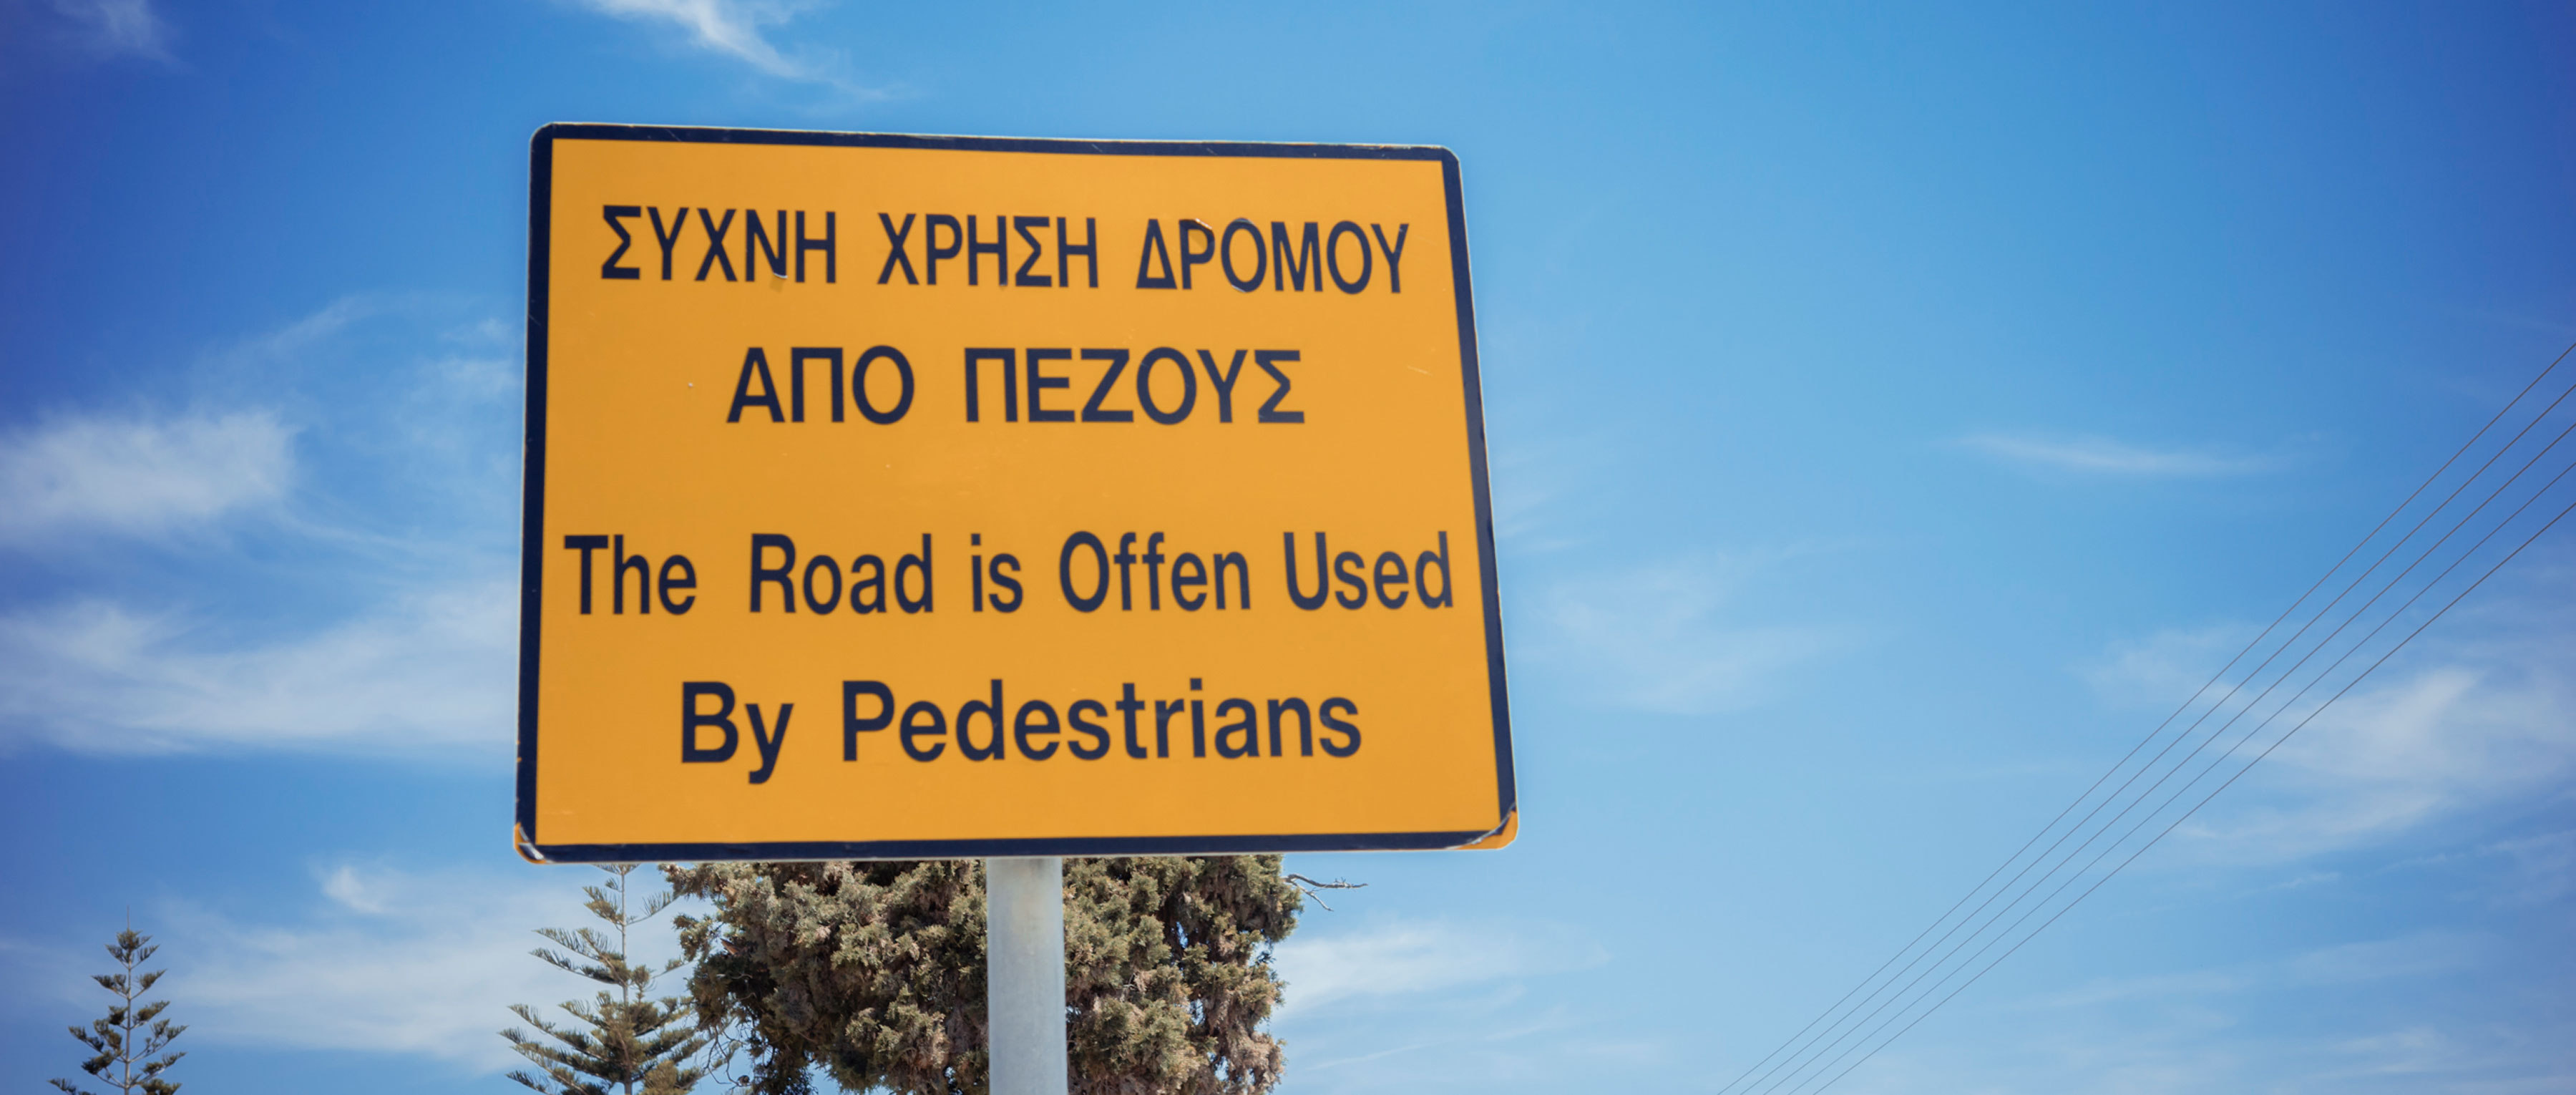 ΣΥΧΝΗ ΧΡΗΣΗ ΔΡΟΜΟΥ
ΑΠΟ ΠΕΖΟΥΣ
The Road is Offen Used
By Pedestrians